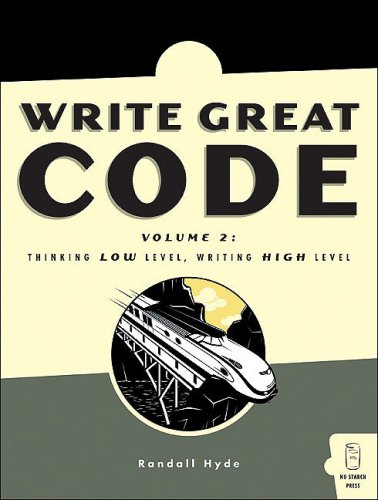 WRITE GREAT
CODE
VOLUME 2:
THINKING LOW LEVEL, WRITING HIGH LEVEL
Randall Hyde
NO STARCH
PRESS